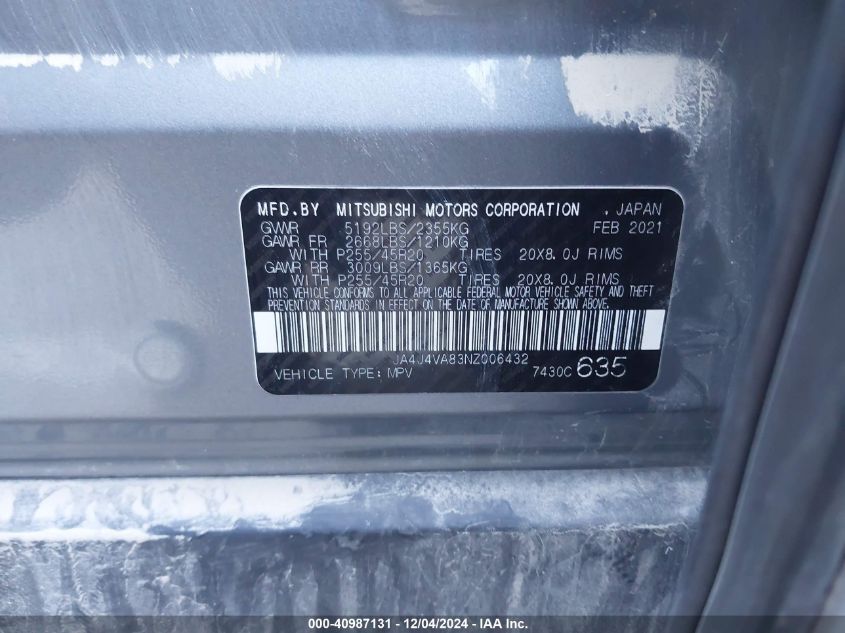 MFD.BY MITSUBISHI MOTORS CORPORATION , JAPAN
GVWR 5192LBS/2355KG FEB 2021
GAWR FR 2668LBS/1210KG
WITH P255/45R20 TIRES 20X8.0J RIMS
GAWR RR 3009LBS/1365KG
WITH P255/45R20 TIRES 20X8.0J RIMS
THIS VEHICLE CONFORMS TO ALL APPLICABLE FEDERAL MOTOR VEHICLE SAFETY AND THEFT
PREVENTION STANDARDS IN EFFECT ON THE DATE OF MANUFACTURE SHOWN ABOVE.
JA4J4VA83NZ006432
VEHICLE TYPE: MPV 7430C 635
000-40987131 - 12/04/2024 - IAA Inc.